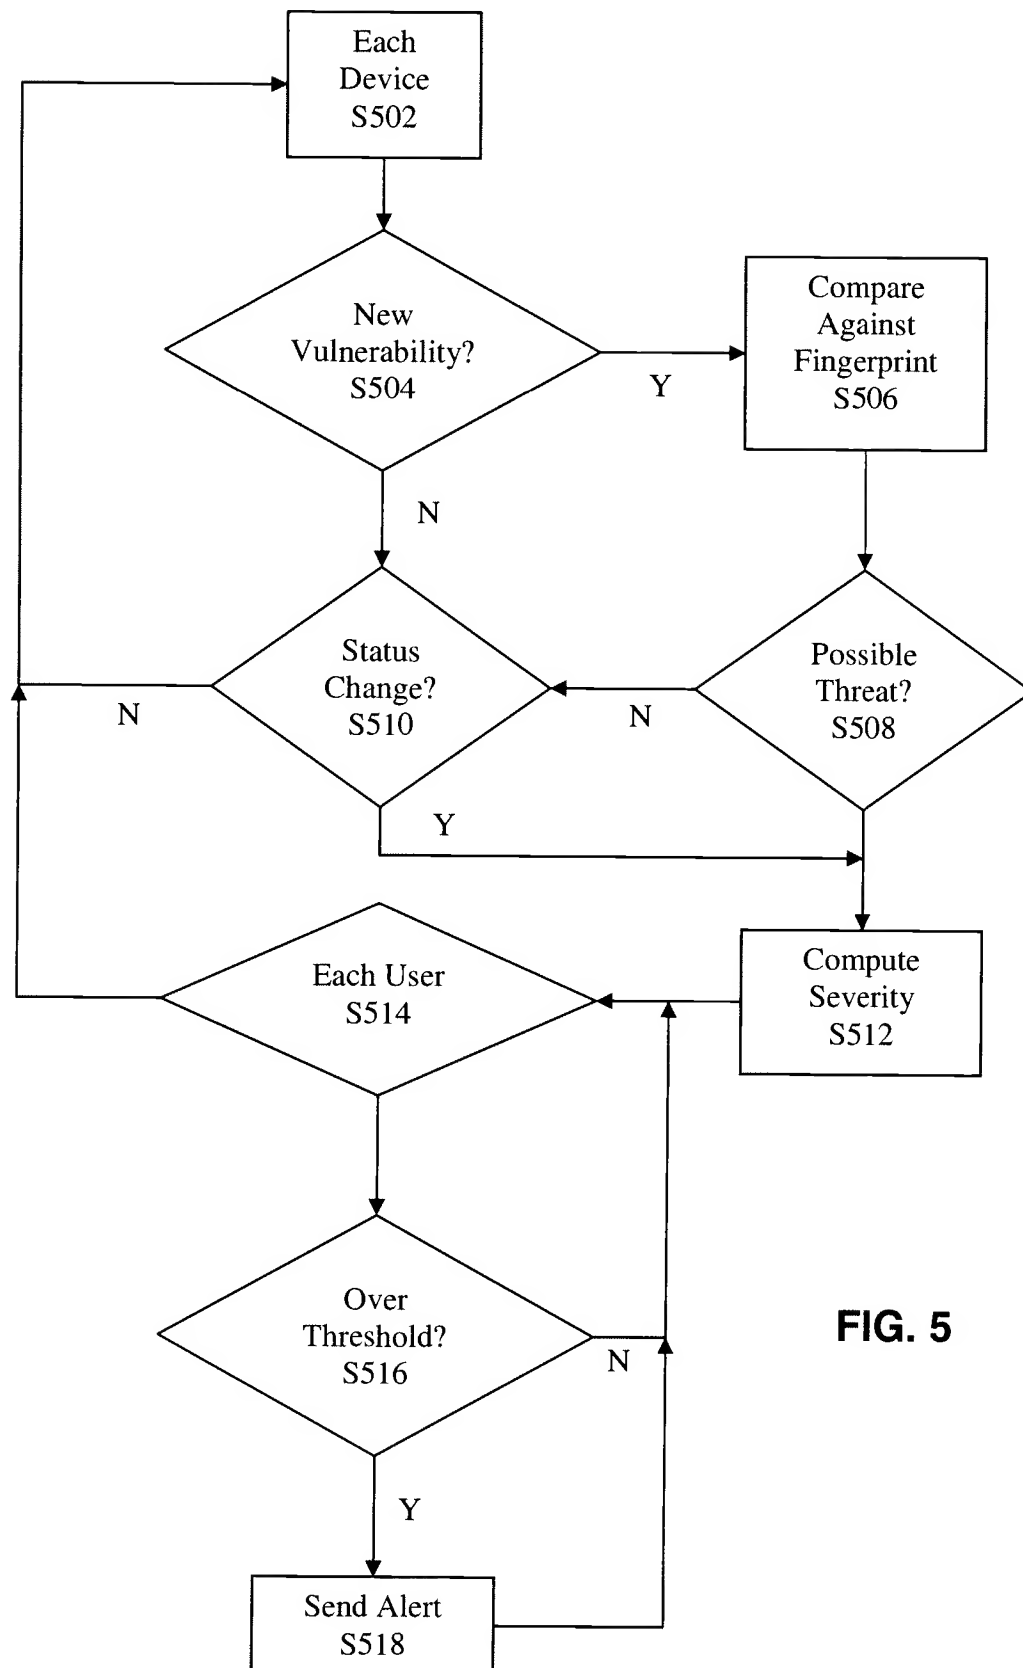 Each
Device
S502
New
Vulnerability?
S504
Y
Compare
Against
Fingerprint
S506
N
Status
Change?
S510
N
Possible
Threat?
S508
N
Y
Each User
S514
Compute
Severity
S512
Over
Threshold?
S516
N
FIG. 5
Y
Send Alert
S518